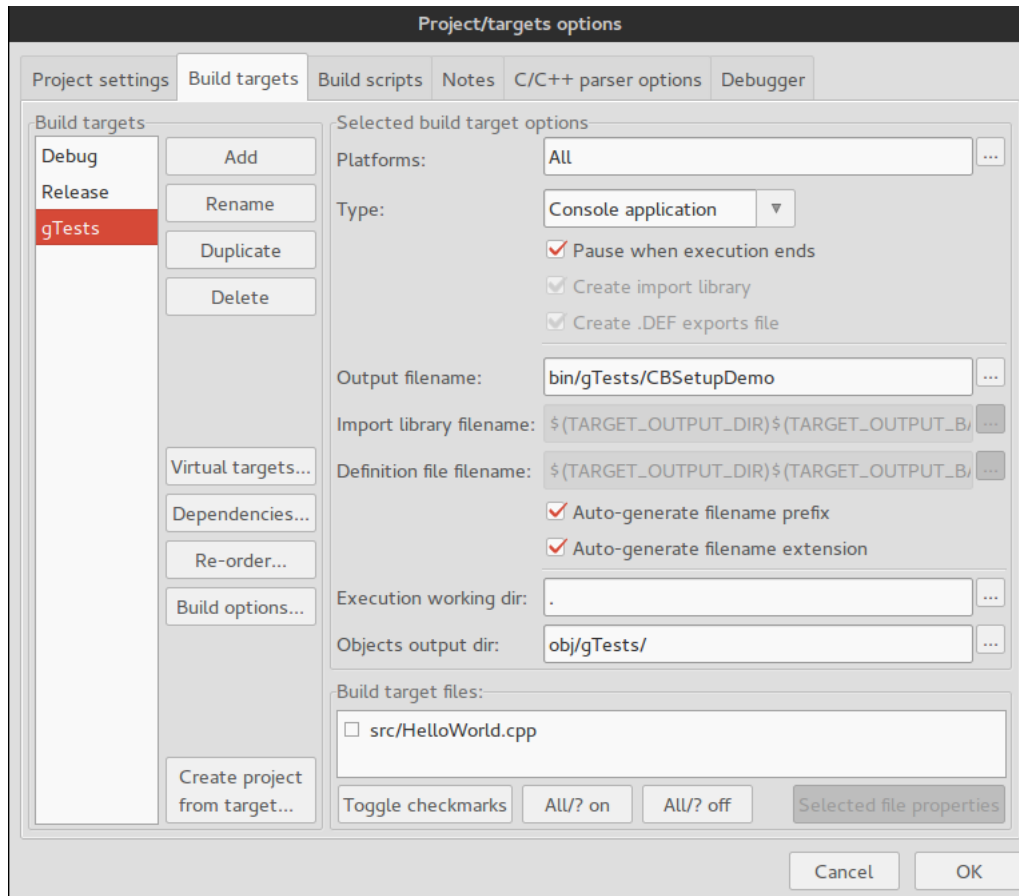 Project/targets options
Project settings Build targets Build scripts Notes C/C++ parser options Debugger
Build targets
Debug
Release
gTests
Add
Rename
Duplicate
Delete
Virtual targets...
Dependencies...
Re-order...
Build options...
Create project
from target...
Selected build target options
Platforms: All ...
Type: Console application
Pause when execution ends
Create import library
Create .DEF exports file
Output filename: bin/gTests/CBSetupDemo ...
Import library filename: $(TARGET_OUTPUT_DIR)$(TARGET_OUTPUT_BA ...
Definition file filename: $(TARGET_OUTPUT_DIR)$(TARGET_OUTPUT_BA ...
Auto-generate filename prefix
Auto-generate filename extension
Execution working dir: . ...
Objects output dir: obj/gTests/ ...
Build target files:
src/HelloWorld.cpp
Toggle checkmarks All/? on All/? off Selected file properties
Cancel OK